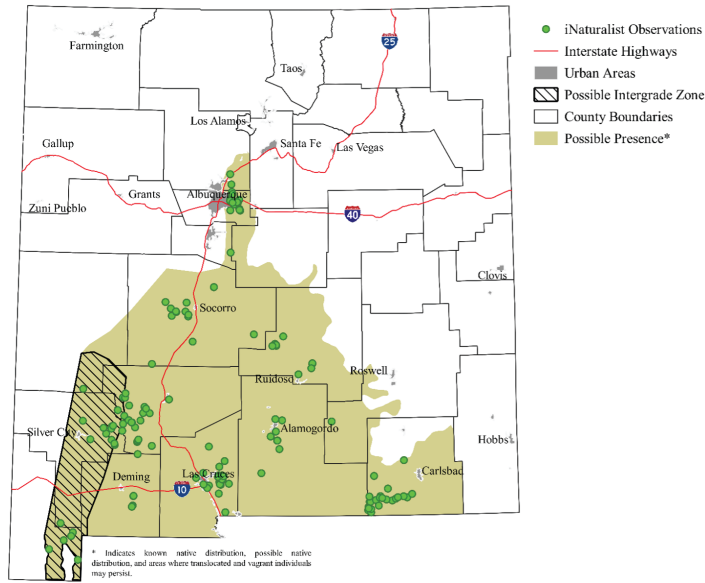 iNaturalist Observations
Interstate Highways
Urban Areas
Possible Intergrade Zone
County Boundaries
Possible Presence*
Farmington
25
Taos
Los Alamos
Gallup
Santa Fe
Las Vegas
Grants
Albuquerque
Zuni Pueblo
40
Clovis
Socorro
Roswell
Ruidoso
Silver City
Alamogordo
Hobbs
Deming
Las Cruces
Carlsbad
10
* Indicates known native distribution, possible native
distribution, and areas where translocated and vagrant individuals
may persist.